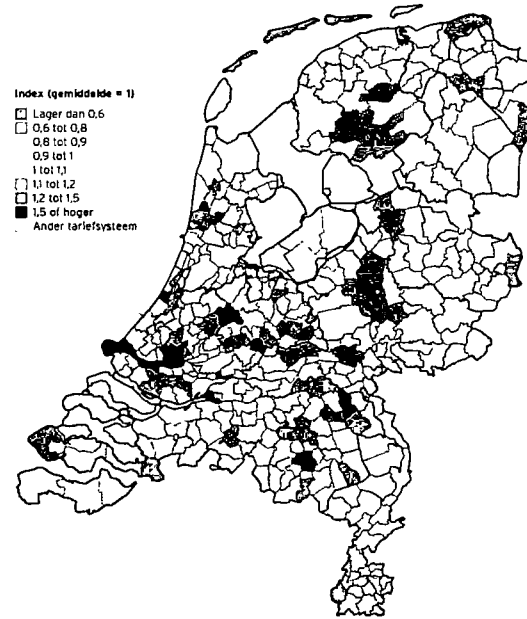 Index (gemiddelde = 1)
Lager dan 0,6
0,6 tot 0,8
0,8 tot 0,9
0,9 tot 1
1 tot 1,1
1,1 tot 1,2
1,2 tot 1,5
1,5 of hoger
Ander tariefsysteem